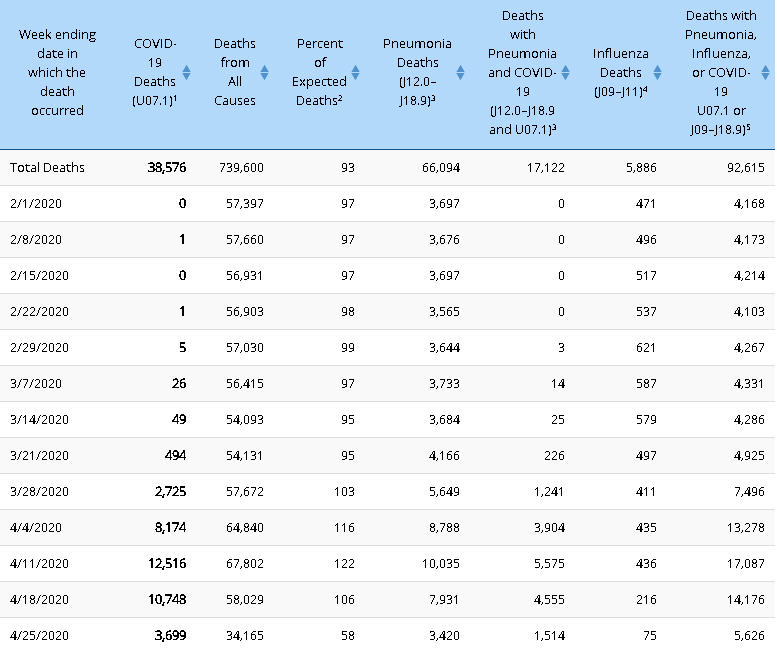 Week ending date in which the death occurred | COVID-19 Deaths (U07.1)¹ | Deaths from All Causes | Percent of Expected Deaths² | Pneumonia Deaths (J12.0–J18.9)³ | Deaths with Pneumonia and COVID-19 (J12.0–J18.9 and U07.1)³ | Influenza Deaths (J09–J11)⁴ | Deaths with Pneumonia, Influenza, or COVID-19 U07.1 or J09–J18.9)⁵
Total Deaths 38,576 739,600 93 66,094 17,122 5,886 92,615
2/1/2020 0 57,397 97 3,697 0 471 4,168
2/8/2020 1 57,660 97 3,676 0 496 4,173
2/15/2020 0 56,931 97 3,697 0 517 4,214
2/22/2020 1 56,903 98 3,565 0 537 4,103
2/29/2020 5 57,030 99 3,644 3 621 4,267
3/7/2020 26 56,415 97 3,733 14 587 4,331
3/14/2020 49 54,093 95 3,684 25 579 4,286
3/21/2020 494 54,131 95 4,166 226 497 4,925
3/28/2020 2,725 57,672 103 5,649 1,241 411 7,496
4/4/2020 8,174 64,840 116 8,788 3,904 435 13,278
4/11/2020 12,516 67,802 122 10,035 5,575 436 17,087
4/18/2020 10,748 58,029 106 7,931 4,555 216 14,176
4/25/2020 3,699 34,165 58 3,420 1,514 75 5,626